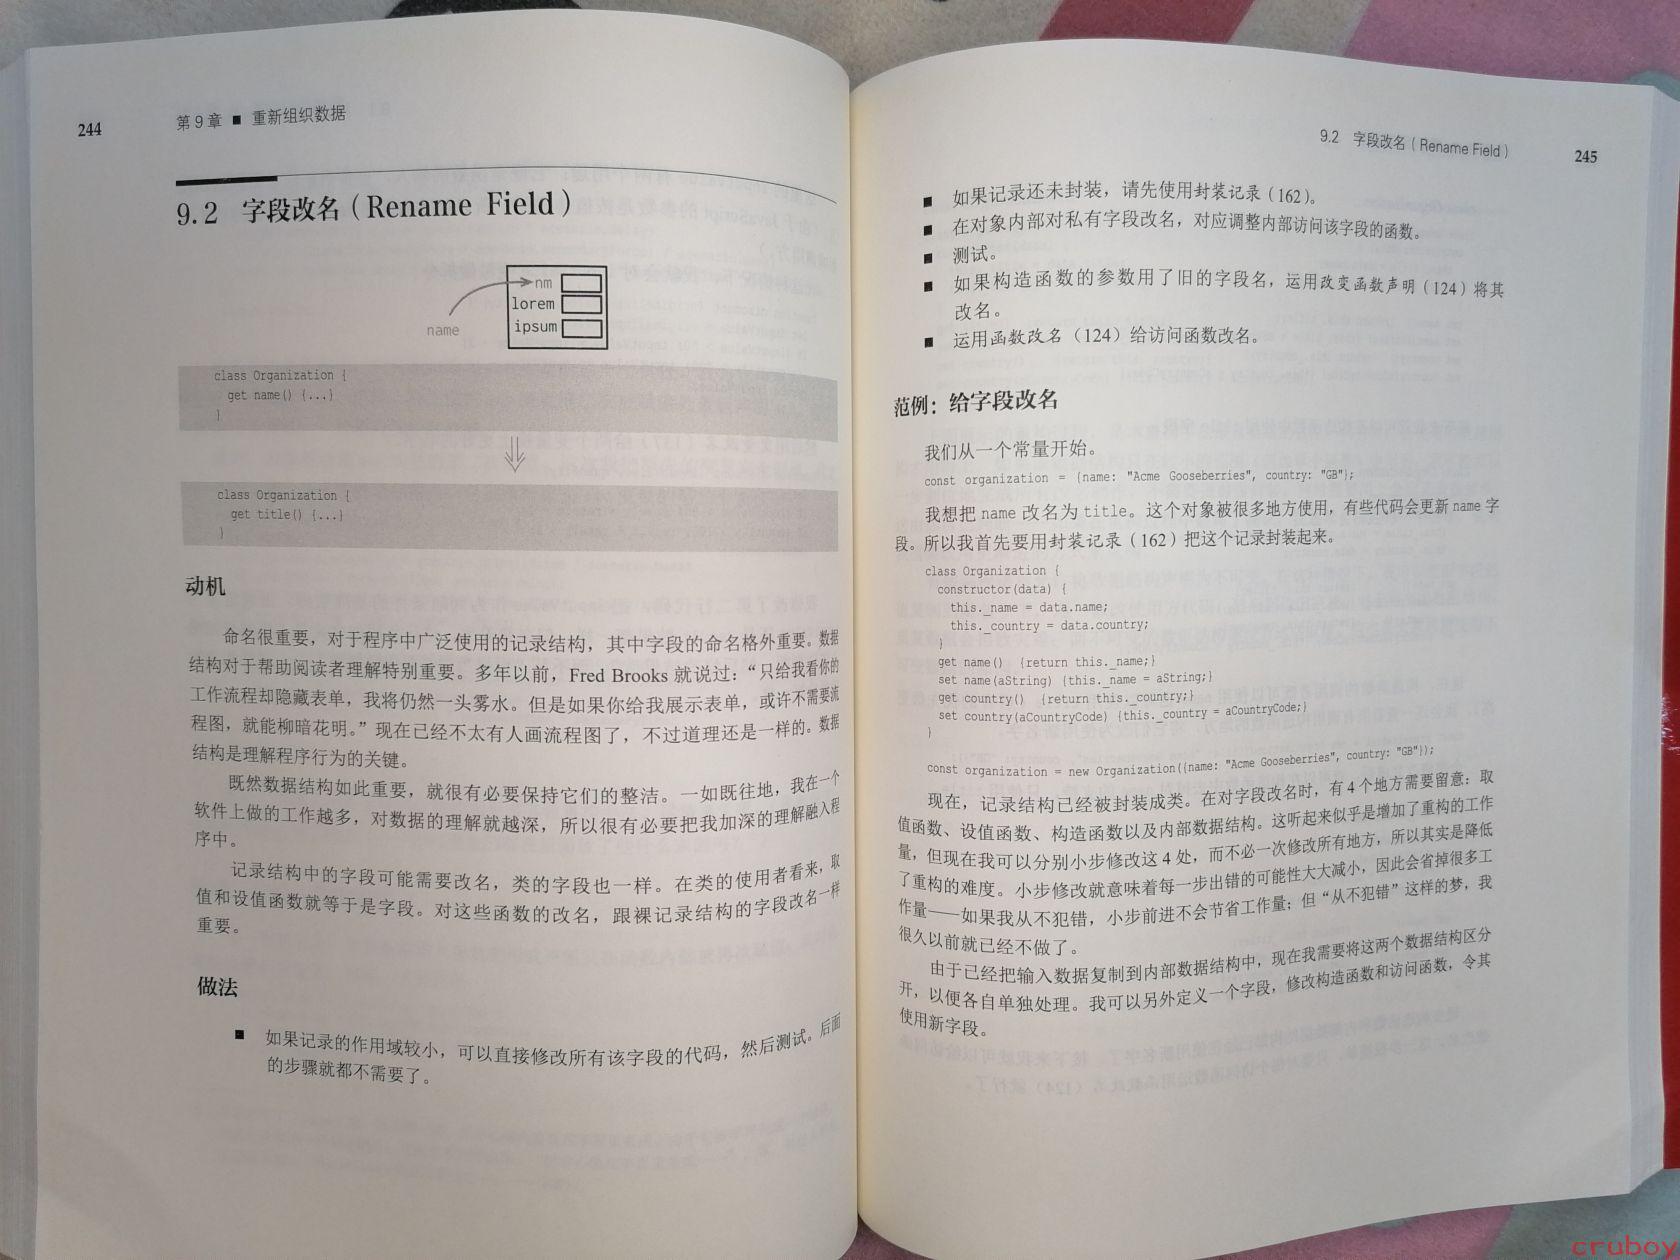 244
第9章 ■ 重新组织数据
9.2 字段改名（Rename Field）
nm
lorem
ipsum
name
class Organization {
get name() {...}
}
class Organization {
get title() {...}
}
动机
命名很重要，对于程序中广泛使用的记录结构，其中字段的命名格外重要。数据
结构对于帮助阅读者理解特别重要。多年以前，Fred Brooks 就说过：“只给我看你的
工作流程却隐藏表单，我将仍然一头雾水。但是如果你给我展示表单，或许不需要流
程图，就能柳暗花明。”现在已经不太有人画流程图了，不过道理还是一样的。数据
结构是理解程序行为的关键。
既然数据结构如此重要，就很有必要保持它们的整洁。一如既往地，我在一个
软件上做的工作越多，对数据的理解就越深，所以很有必要把我加深的理解融入程
序中。
记录结构中的字段可能需要改名，类的字段也一样。在类的使用者看来，取
值和设值函数就等于是字段。对这些函数的改名，跟裸记录结构的字段改名一样
重要。
做法
■ 如果记录的作用域较小，可以直接修改所有该字段的代码，然后测试。后面
的步骤就都不需要了。
9.2 字段改名（Rename Field）
245
■ 如果记录还未封装，请先使用封装记录（162）。
■ 在对象内部对私有字段改名，对应调整内部访问该字段的函数。
■ 测试。
■ 如果构造函数的参数用了旧的字段名，运用改变函数声明（124）将其
改名。
■ 运用函数改名（124）给访问函数改名。
范例：给字段改名
我们从一个常量开始。
const organization = {name: "Acme Gooseberries", country: "GB"};
我想把 name 改名为 title。这个对象被很多地方使用，有些代码会更新 name 字
段。所以我首先要用封装记录（162）把这个记录封装起来。
class Organization {
constructor(data) {
this._name = data.name;
this._country = data.country;
}
get name() {return this._name;}
set name(aString) {this._name = aString;}
get country() {return this._country;}
set country(aCountryCode) {this._country = aCountryCode;}
}
const organization = new Organization({name: "Acme Gooseberries", country: "GB"});
现在，记录结构已经被封装成类。在对字段改名时，有4个地方需要留意：取
值函数、设值函数、构造函数以及内部数据结构。这听起来似乎是增加了重构的工作
量，但现在我可以分别小步修改这4处，而不必一次修改所有地方，所以其实是降低
了重构的难度。小步修改就意味着每一步出错的可能性大大减小，因此会省掉很多工
作量——如果我从不犯错，小步前进不会节省工作量；但“从不犯错”这样的梦，我
很久以前就已经不做了。
由于已经把输入数据复制到内部数据结构中，现在我需要将这两个数据结构区分
开，以便各自单独处理。我可以另外定义一个字段，修改构造函数和访问函数，令其
使用新字段。
cruboy